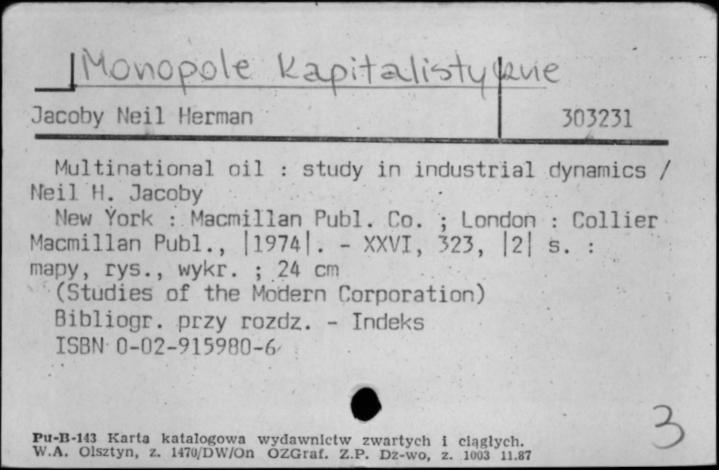 Monopole kapitalistyczne
Jacoby Neil Herman 303231
Multinational oil : study in industrial dynamics /
Neil H. Jacoby
New York : Macmillan Publ. Co. ; London : Collier
Macmillan Publ., |1974|. - XXVI, 323, |2| s. :
mapy, rys., wykr. ; 24 cm
(Studies of the Modern Corporation)
Bibliogr. przy rozdz. - Indeks
ISBN 0-02-915980-6
3
Pu-B-143 Karta katalogowa wydawnictw zwartych i ciągłych.
W.A. Olsztyn, z. 1470/DW/On OZGraf. Z.P. Dz-wo, z. 1003 11.87